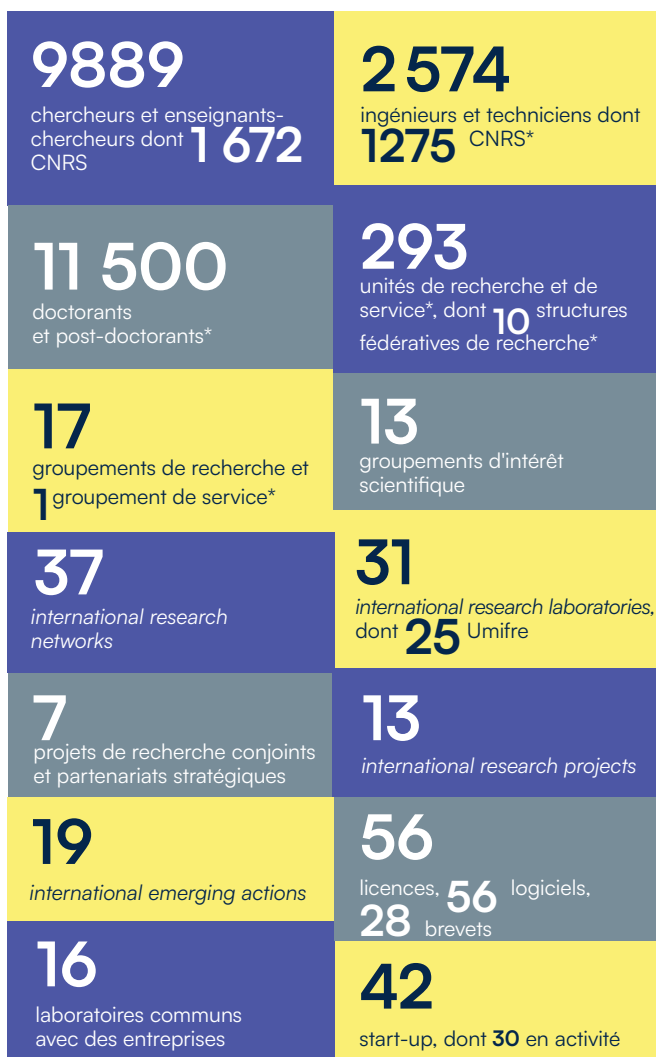 9889
chercheurs et enseignants-
chercheurs dont 1 672
CNRS
2 574
ingénieurs et techniciens dont
1275 CNRS*
11 500
doctorants
et post-doctorants*
293
unités de recherche et de
service*, dont 10 structures
fédératives de recherche*
17
groupements de recherche et
1 groupement de service*
13
groupements d'intérêt
scientifique
37
international research
networks
31
international research laboratories,
dont 25 Umifre
7
projets de recherche conjoints
et partenariats stratégiques
13
international research projects
19
international emerging actions
56
licences, 56 logiciels,
28 brevets
16
laboratoires communs
avec des entreprises
42
start-up, dont 30 en activité